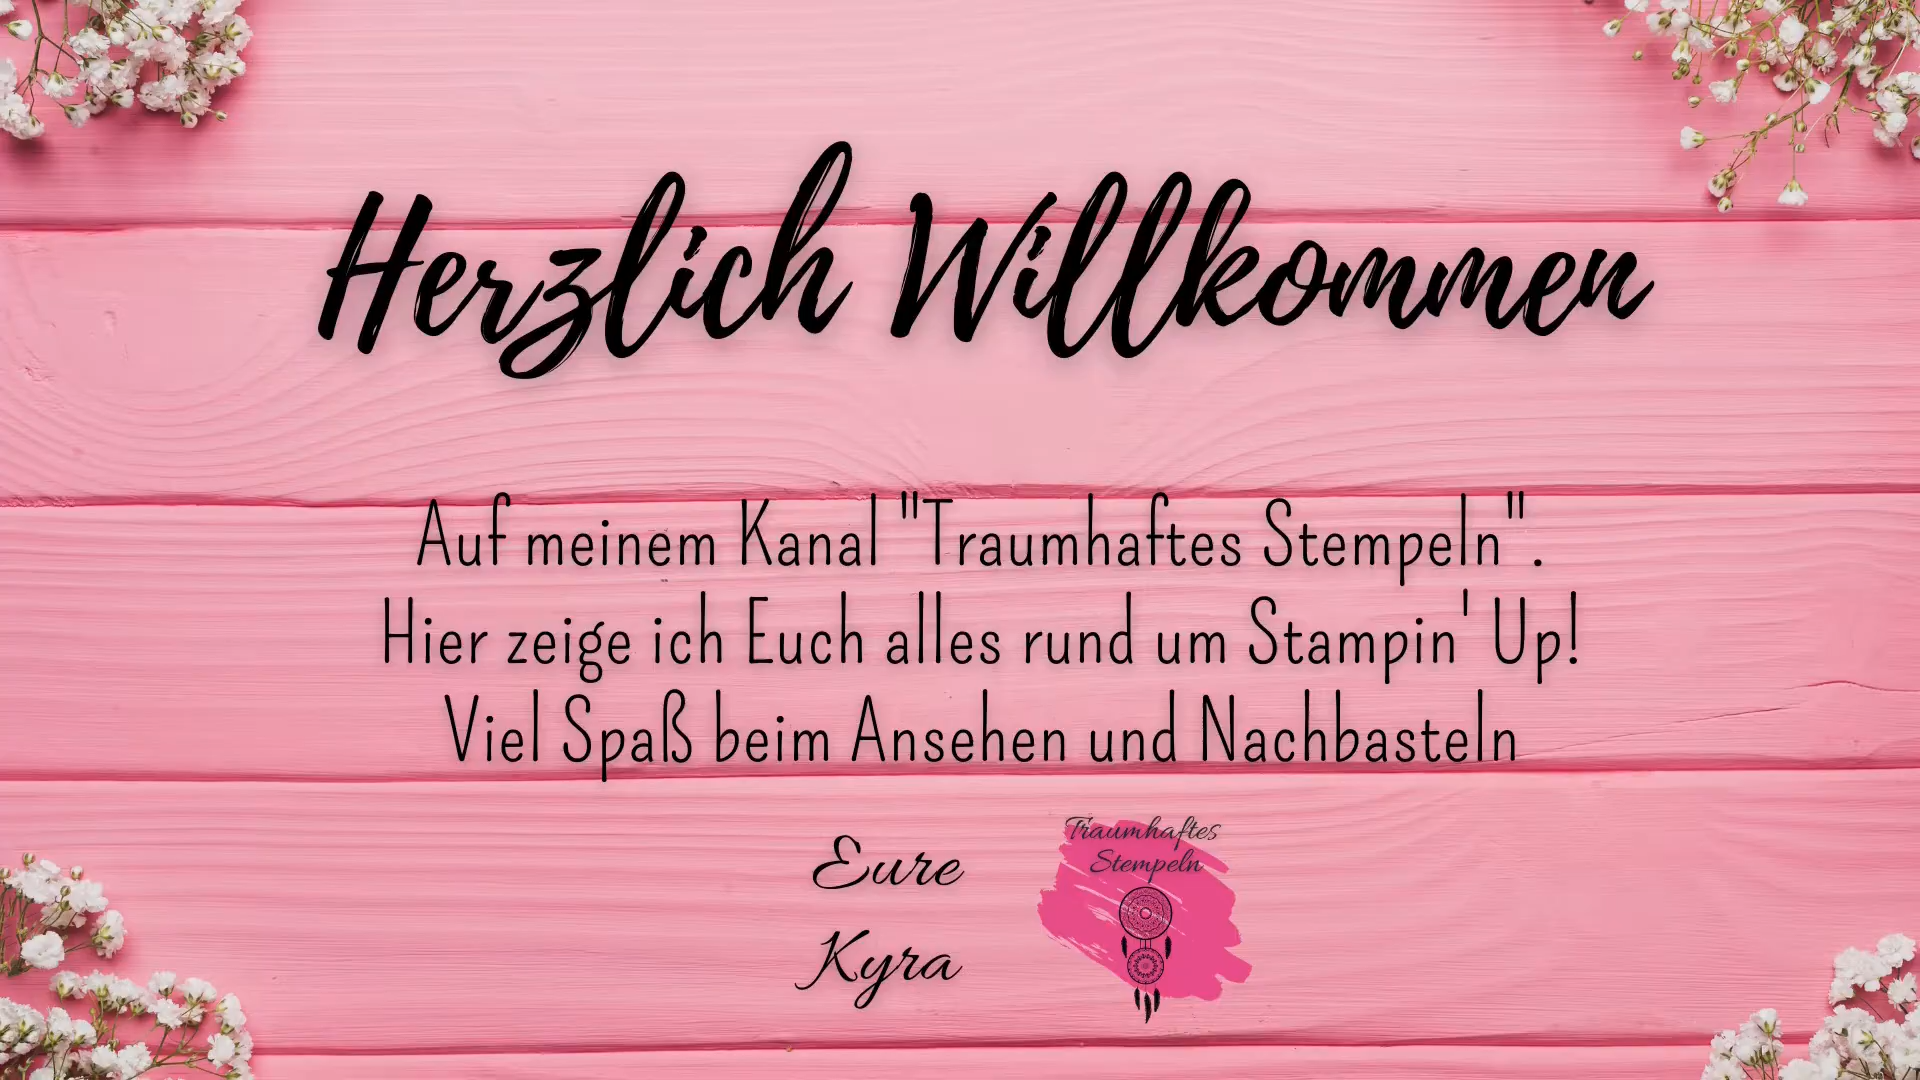 Herzlich Willkommen
Auf meinem Kanal "Traumhaftes Stempeln".
Hier zeige ich Euch alles rund um Stampin' Up!
Viel Spaß beim Ansehen und Nachbasteln
Eure
Kyra
Traumhaftes
Stempeln